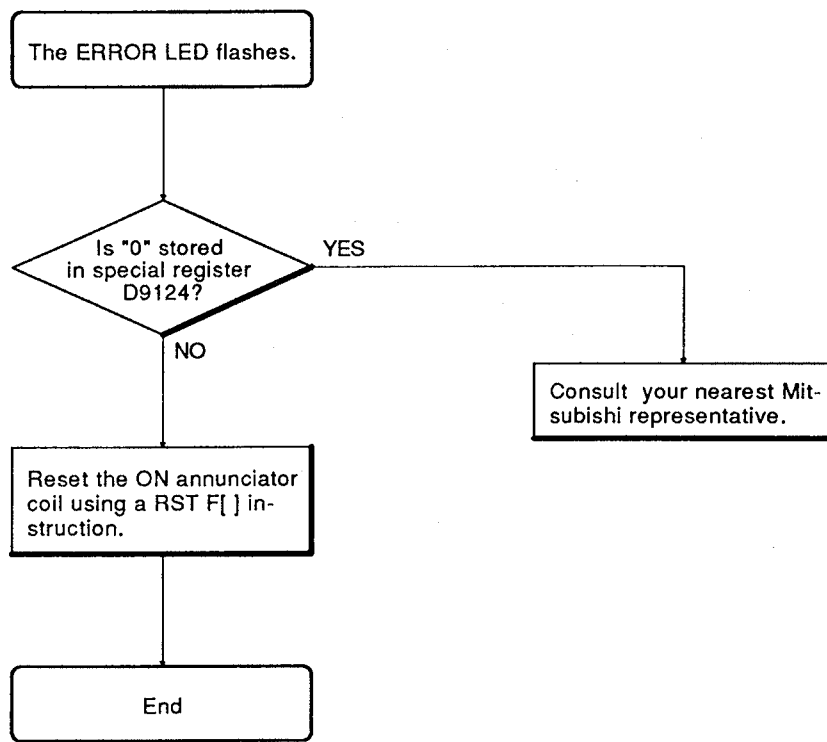 The ERROR LED flashes.
Is "0" stored
in special register
D9124?
YES
NO
Consult your nearest Mit-
subishi representative.
Reset the ON annunciator
coil using a RST F[ ] in-
struction.
End